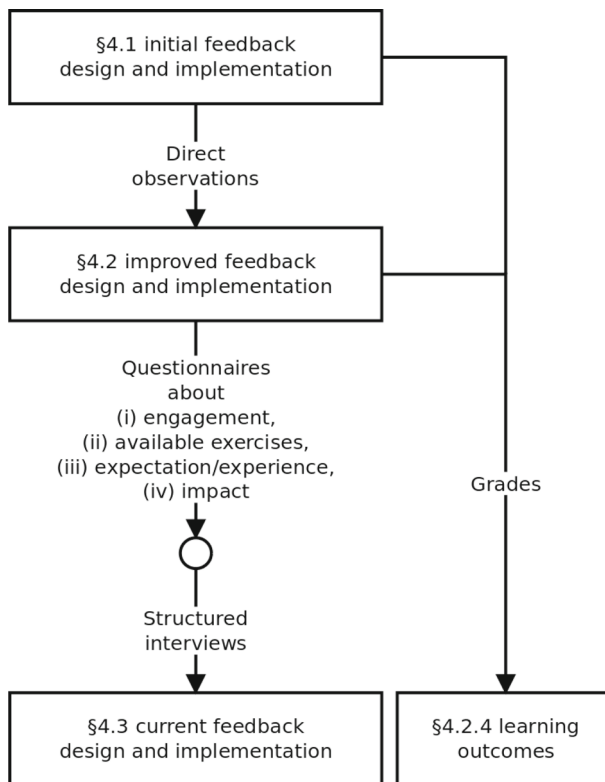 §4.1 initial feedback
design and implementation
Direct
observations
§4.2 improved feedback
design and implementation
Questionnaires
about
(i) engagement,
(ii) available exercises,
(iii) expectation/experience,
(iv) impact
Grades
Structured
interviews
§4.3 current feedback
design and implementation
§4.2.4 learning
outcomes